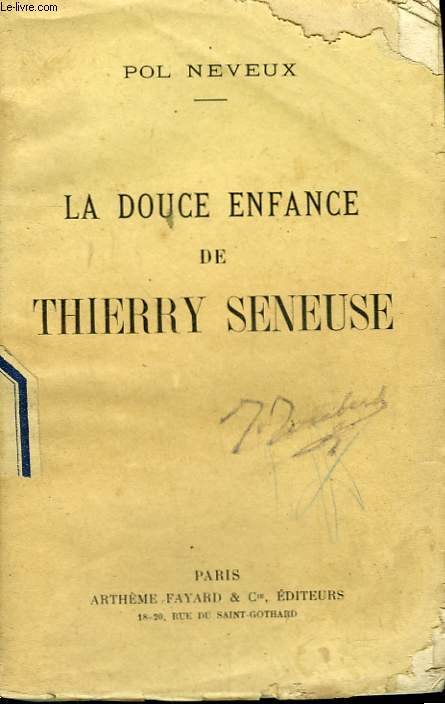 Le-livre.com
POL NEVEUX
LA DOUCE ENFANCE
DE
THIERRY SENEUSE
PARIS
ARTHÈME FAYARD & Cie, ÉDITEURS
18-20, RUE DU SAINT-GOTHARD